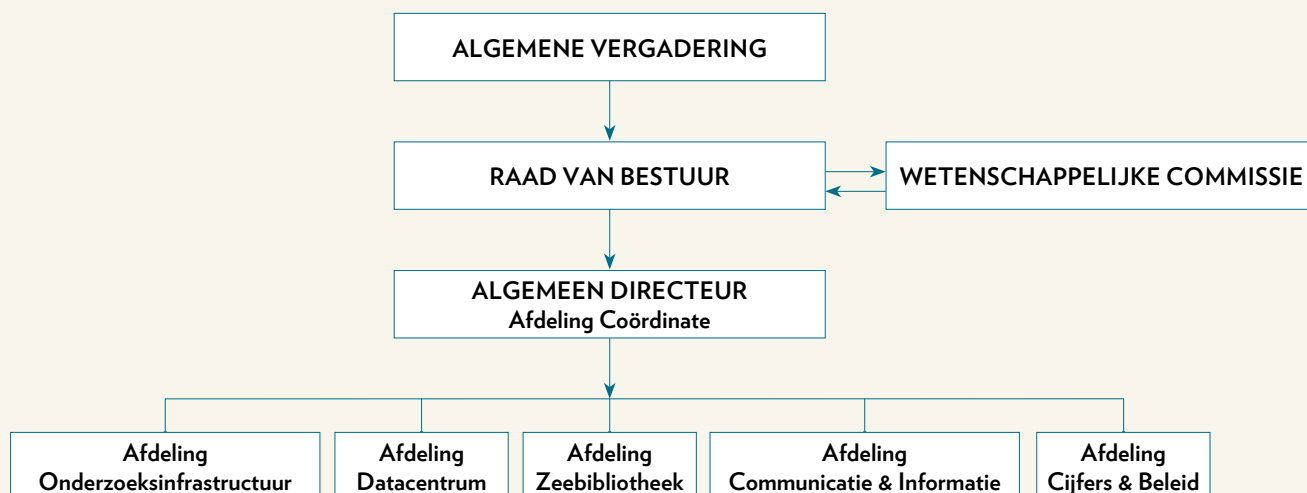 ALGEMENE VERGADERING
RAAD VAN BESTUUR
WETENSCHAPPELIJKE COMMISSIE
ALGEMEEN DIRECTEUR
Afdeling Coördinate
Afdeling
Onderzoeksinfrastructuur
Afdeling
Datacentrum
Afdeling
Zeebibliotheek
Afdeling
Communicatie & Informatie
Afdeling
Cijfers & Beleid